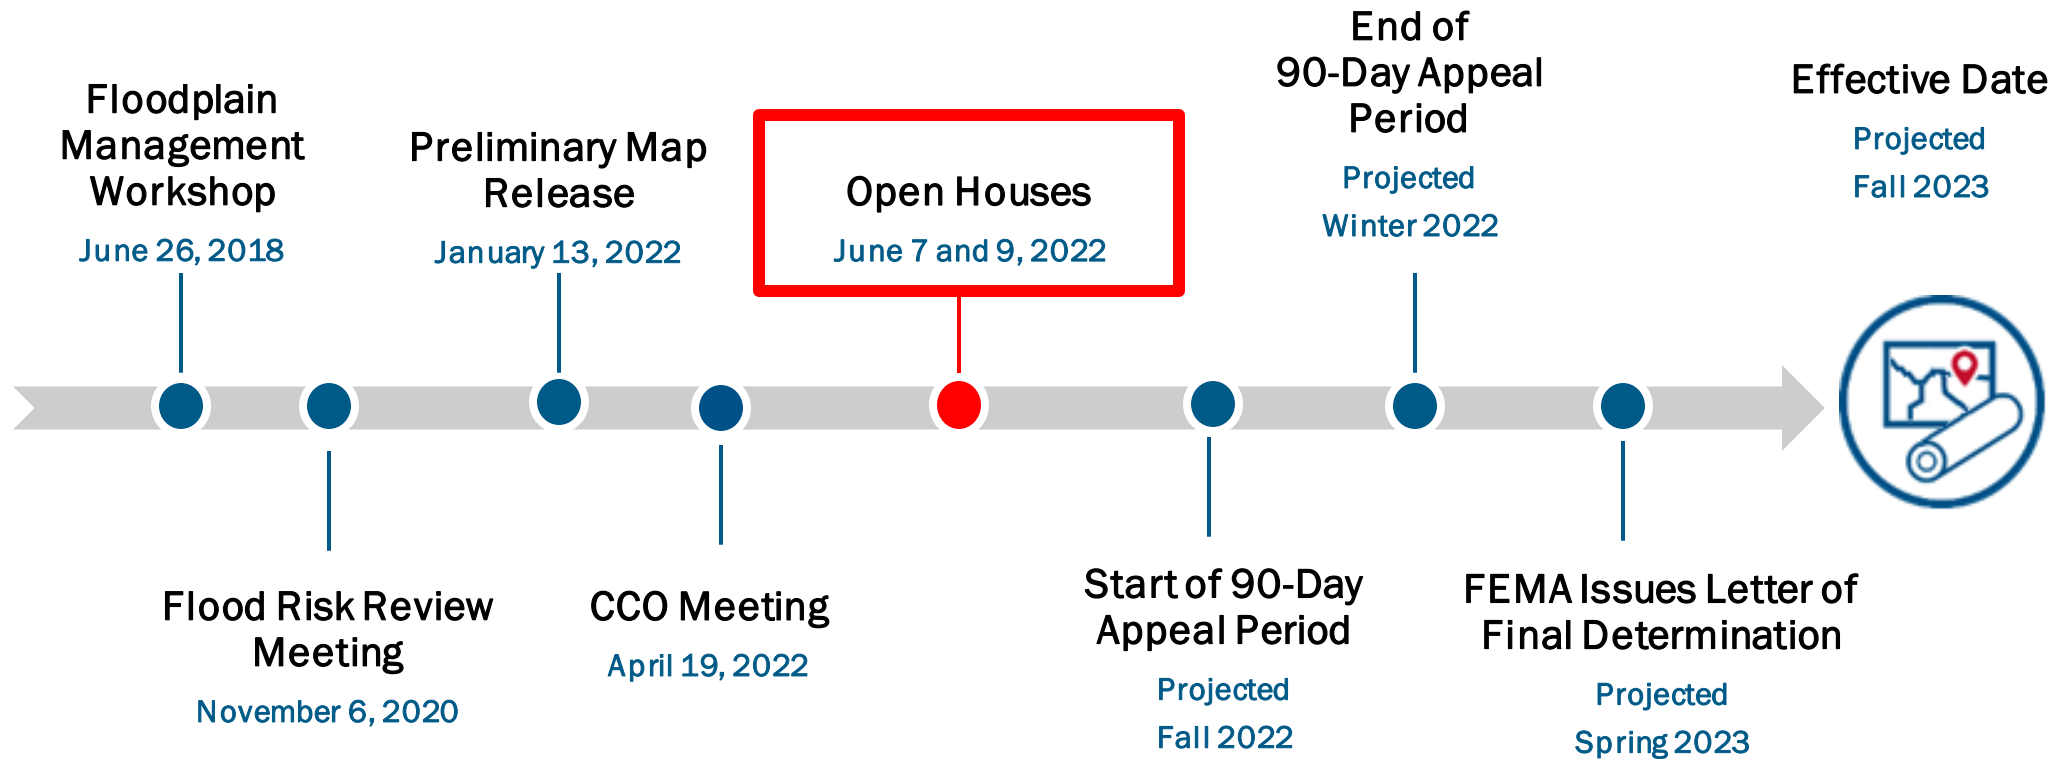 Floodplain
Management
Workshop
June 26, 2018
Flood Risk Review
Meeting
November 6, 2020
Preliminary Map
Release
January 13, 2022
CCO Meeting
April 19, 2022
Open Houses
June 7 and 9, 2022
Start of 90-Day
Appeal Period
Projected
Fall 2022
End of
90-Day Appeal
Period
Projected
Winter 2022
FEMA Issues Letter of
Final Determination
Projected
Spring 2023
Effective Date
Projected
Fall 2023